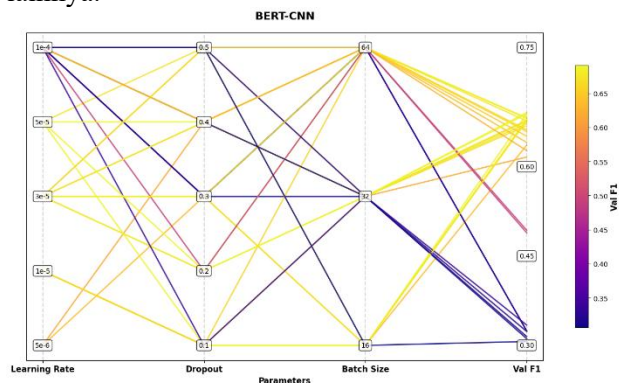 lainnya.
BERT-CNN
1e-4 0.5 64 0.75
5e-5 0.4 0.60
3e-5 0.3 32 0.45
1e-5 0.2
5e-6 0.1 16 0.30
Learning Rate Dropout Batch Size Val F1
Parameters
0.65
0.60
0.55
0.50
0.45
0.40
0.35
Val F1